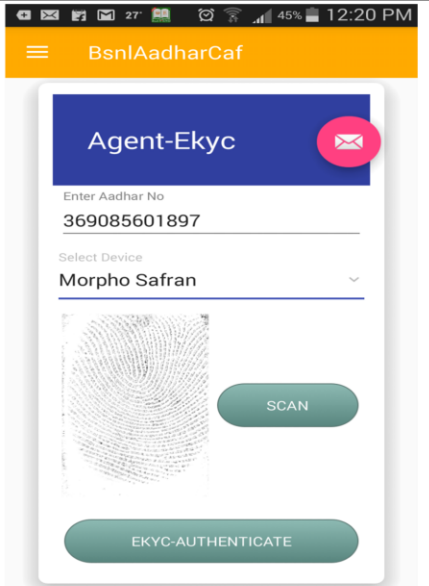 27° 45% 12:20 PM
BsnlAadharCaf
Agent-Ekyc
Enter Aadhar No
369085601897
Select Device
Morpho Safran
SCAN
EKYC-AUTHENTICATE